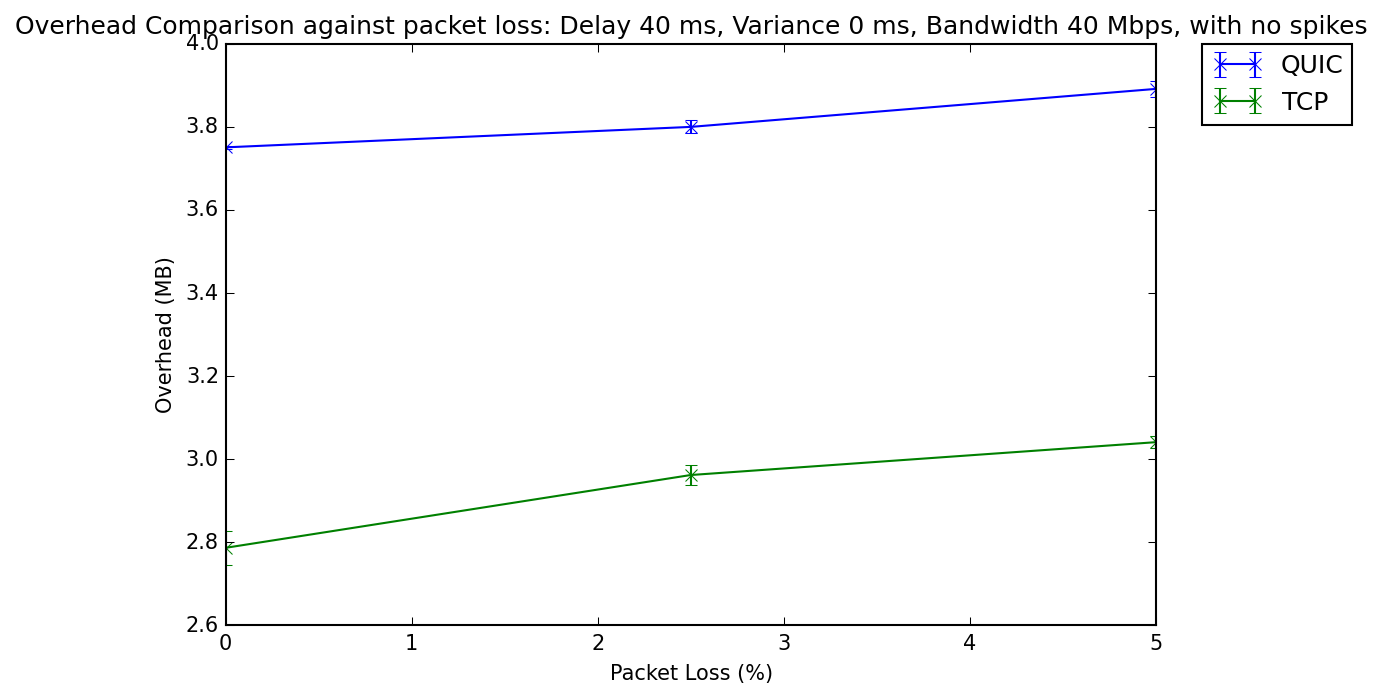 Overhead Comparison against packet loss: Delay 40 ms, Variance 0 ms, Bandwidth 40 Mbps, with no spikes
QUIC
TCP
4.0
3.8
3.6
3.4
3.2
3.0
2.8
2.6
Overhead (MB)
0 1 2 3 4 5
Packet Loss (%)